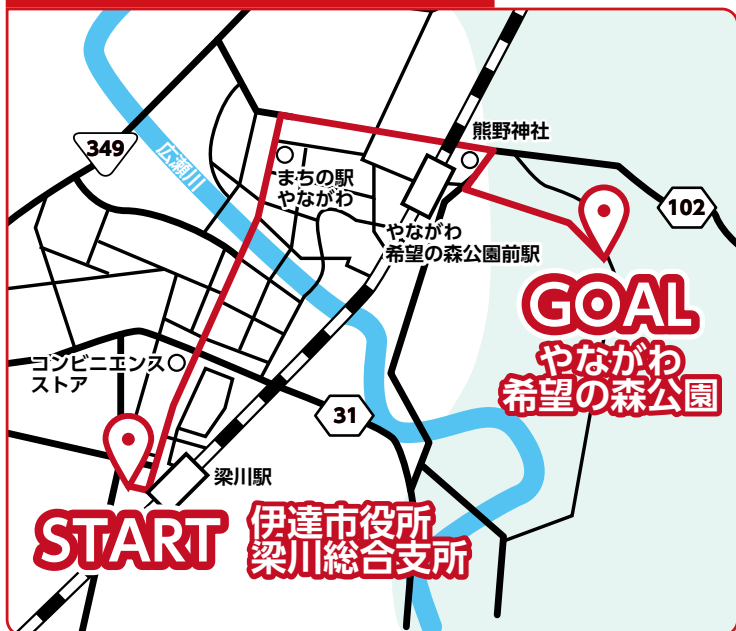 熊野神社
349
広瀬川
まちの駅
やながわ
102
やながわ
希望の森公園前駅
GOAL
やながわ
希望の森公園
コンビニエンス
ストア
31
梁川駅
START
伊達市役所
梁川総合支所